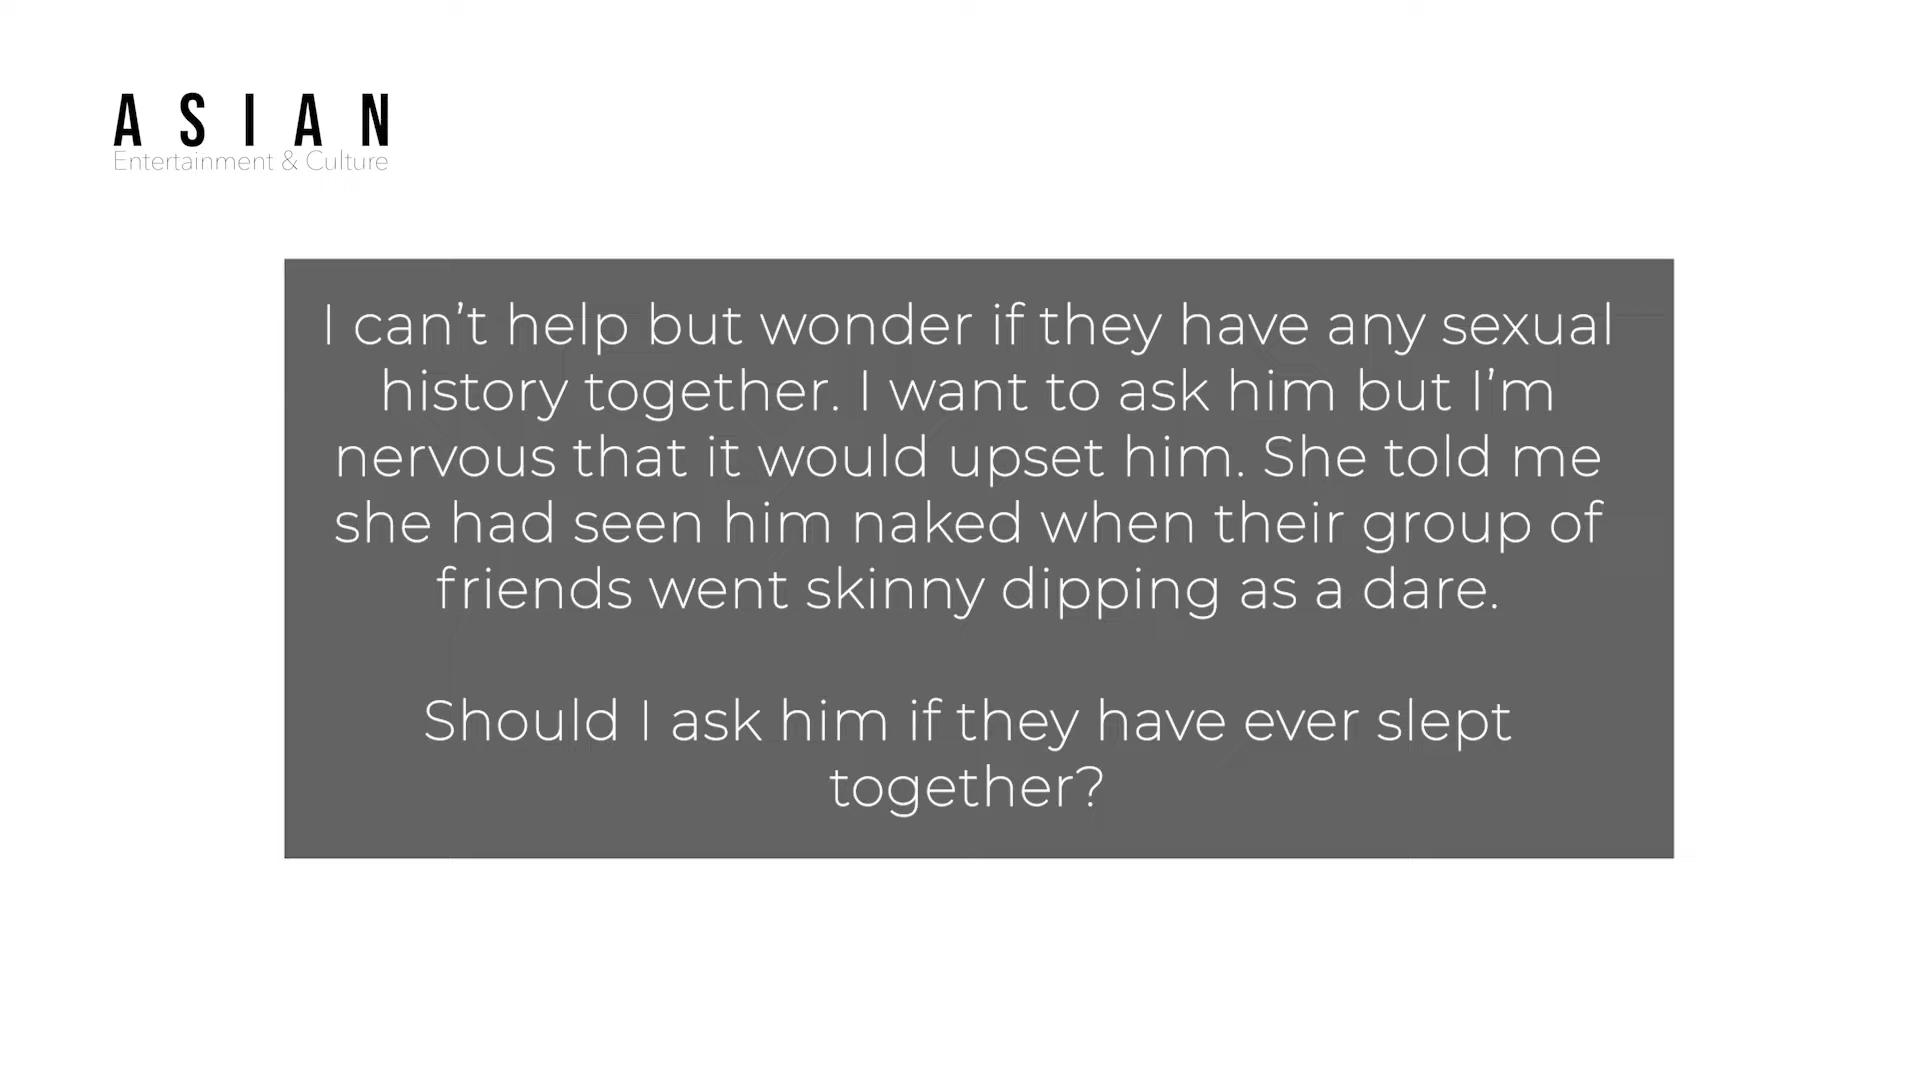 ASIAN
Entertainment & Culture
I can’t help but wonder if they have any sexual
history together. I want to ask him but I’m
nervous that it would upset him. She told me
she had seen him naked when their group of
friends went skinny dipping as a dare.
Should I ask him if they have ever slept
together?